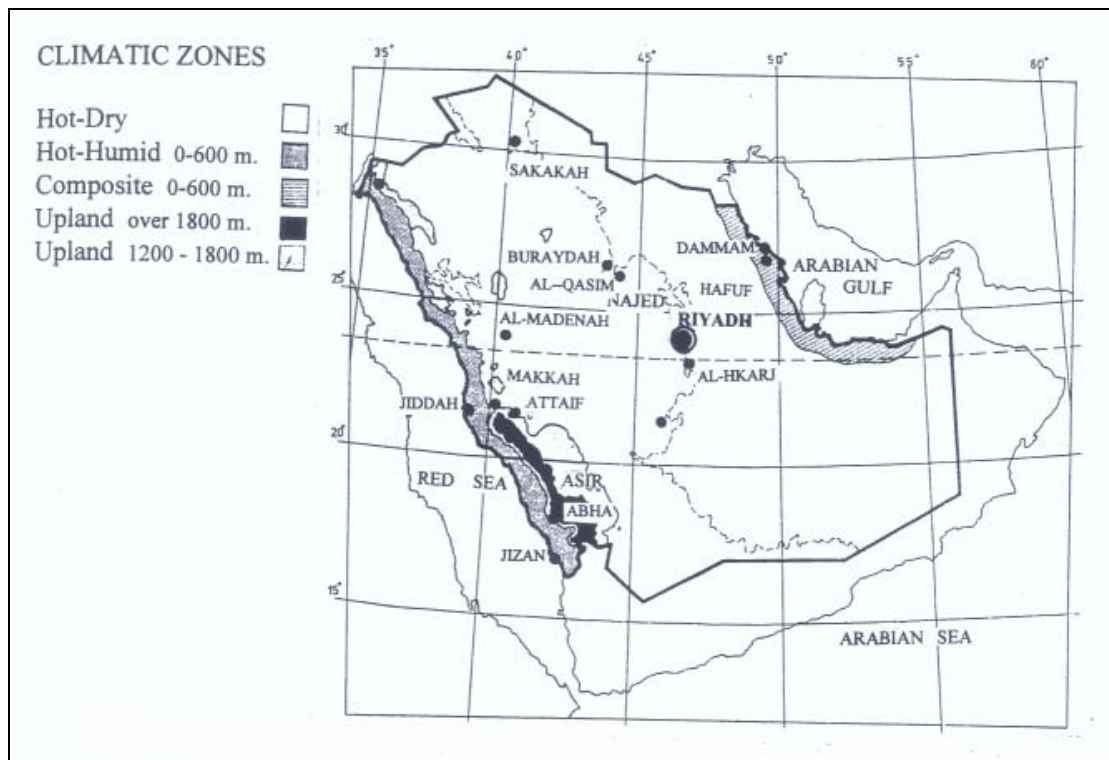 CLIMATIC ZONES
Hot-Dry
Hot-Humid 0-600 m.
Composite 0-600 m.
Upland over 1800 m.
Upland 1200 - 1800 m.
35° 40° 45° 50° 55° 60°
30°
SAKAKAH
BURAYDAH
DAMMAM
ARABIAN
GULF
25°
AL-QASIM
NAJED
HAFUF
AL-MADENAH
RIYADH
MAKKAH
AL-HKARJ
JIDDAH
ATTAIF
20°
RED SEA
ASIR
ABHA
JIZAN
15°
ARABIAN SEA